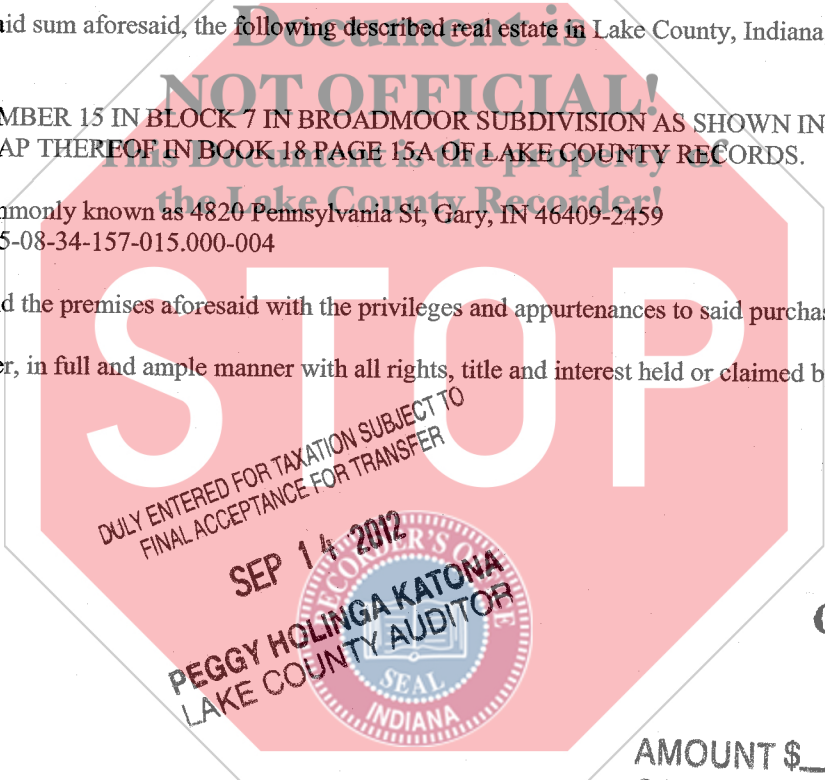 aid sum aforesaid, the following described real estate in Lake County, Indiana
Document is
NOT OFFICIAL!
MBER 15 IN BLOCK 7 IN BROADMOOR SUBDIVISION AS SHOWN IN
AP THEREOF IN BOOK 18 PAGE 15A OF LAKE COUNTY RECORDS.
This Document is the property of
the Lake County Recorder!
mmonly known as 4820 Pennsylvania St, Gary, IN 46409-2459
5-08-34-157-015.000-004
d the premises aforesaid with the privileges and appurtenances to said purchas
STOP
er, in full and ample manner with all rights, title and interest held or claimed b
DULY ENTERED FOR TAXATION SUBJECT TO
FINAL ACCEPTANCE FOR TRANSFER
SEP 14 2012
PEGGY HOLINGA KATONA
LAKE COUNTY AUDITOR
RECORDER'S OFFICE
SEAL
INDIANA
AMOUNT $